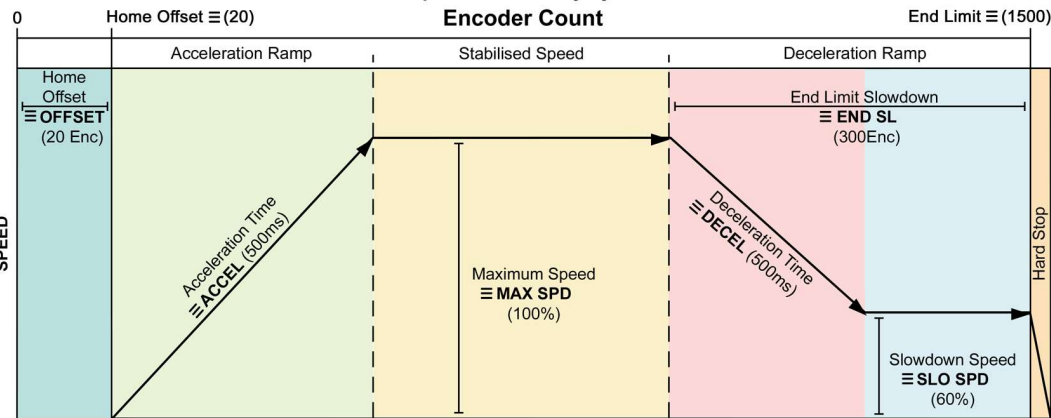 0
Home Offset ≡ (20)
Encoder Count
End Limit ≡ (1500)
Acceleration Ramp
Stabilised Speed
Deceleration Ramp
Home
Offset
≡ OFFSET
(20 Enc)
End Limit Slowdown
≡ END SL
(300Enc)
SPEED
Acceleration Time
≡ ACCEL (500ms)
Maximum Speed
≡ MAX SPD
(100%)
Deceleration Time
≡ DECEL (500ms)
Slowdown Speed
≡ SLO SPD
(60%)
Hard Stop